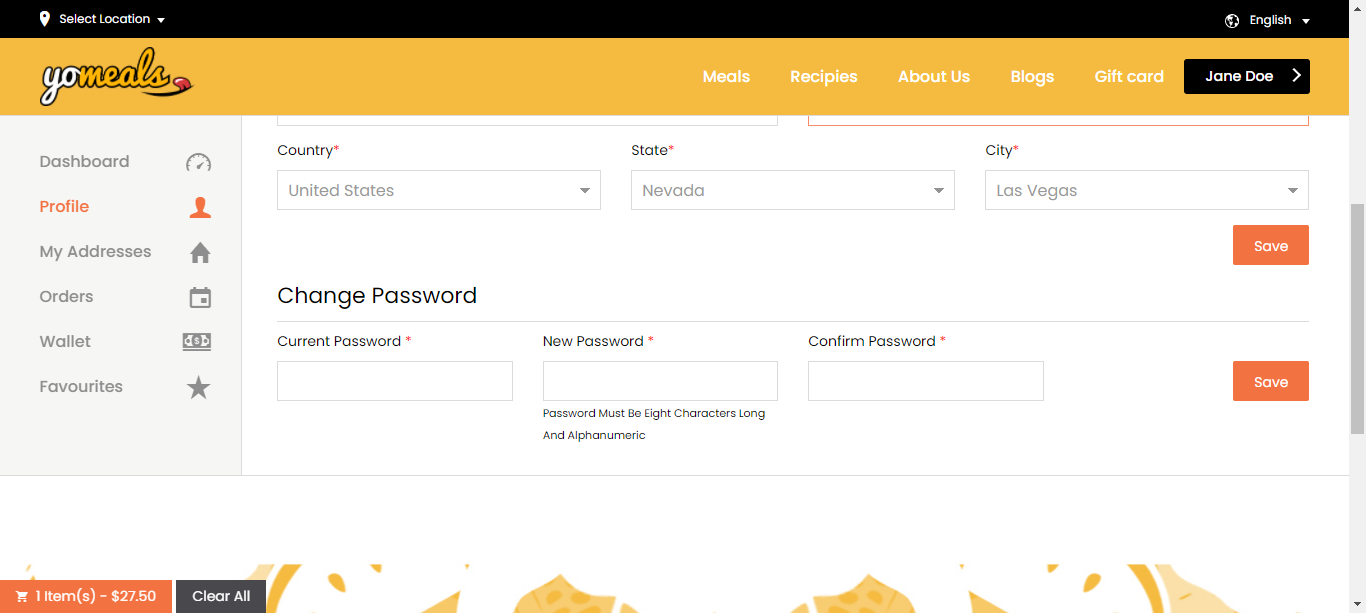 Select Location
English
yomeals
Meals
Recipies
About Us
Blogs
Gift card
Jane Doe
Dashboard
Profile
My Addresses
Orders
Wallet
Favourites
Country*
State*
City*
United States
Nevada
Las Vegas
Save
Change Password
Current Password *
New Password *
Confirm Password *
Save
Password Must Be Eight Characters Long
And Alphanumeric
1 Item(s) - $27.50
Clear All